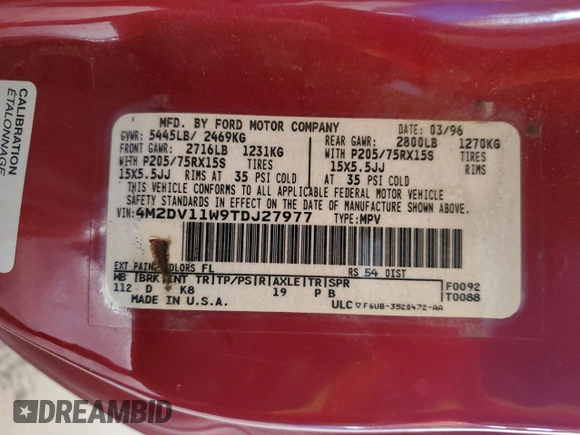 CALIBRATION
ÉTALONNAGE
MFD. BY FORD MOTOR COMPANY
DATE: 03/96
GVWR: 5445LB/ 2469KG
FRONT GAWR: 2716LB 1231KG
WITH P205/75RX15S TIRES
15X5.5JJ RIMS AT 35 PSI COLD
REAR GAWR: 2800LB 1270KG
WITH P205/75RX15S TIRES
15X5.5JJ RIMS
AT 35 PSI COLD
THIS VEHICLE CONFORMS TO ALL APPLICABLE FEDERAL MOTOR VEHICLE
SAFETY STANDARDS IN EFFECT ON THE DATE OF MANUFACTURE SHOWN ABOVE.
VIN: 4M2DV11W9TDJ27977 TYPE: MPV
EXT PAINT COLORS FL RS 54 DIST
WB BRK INT TR TP/PS R AXLE TR SPR
112 D K8 19 P B
F0092
T0088
MADE IN U.S.A.
ULC ▽ F6UB-3520472-AA
DREAMBID